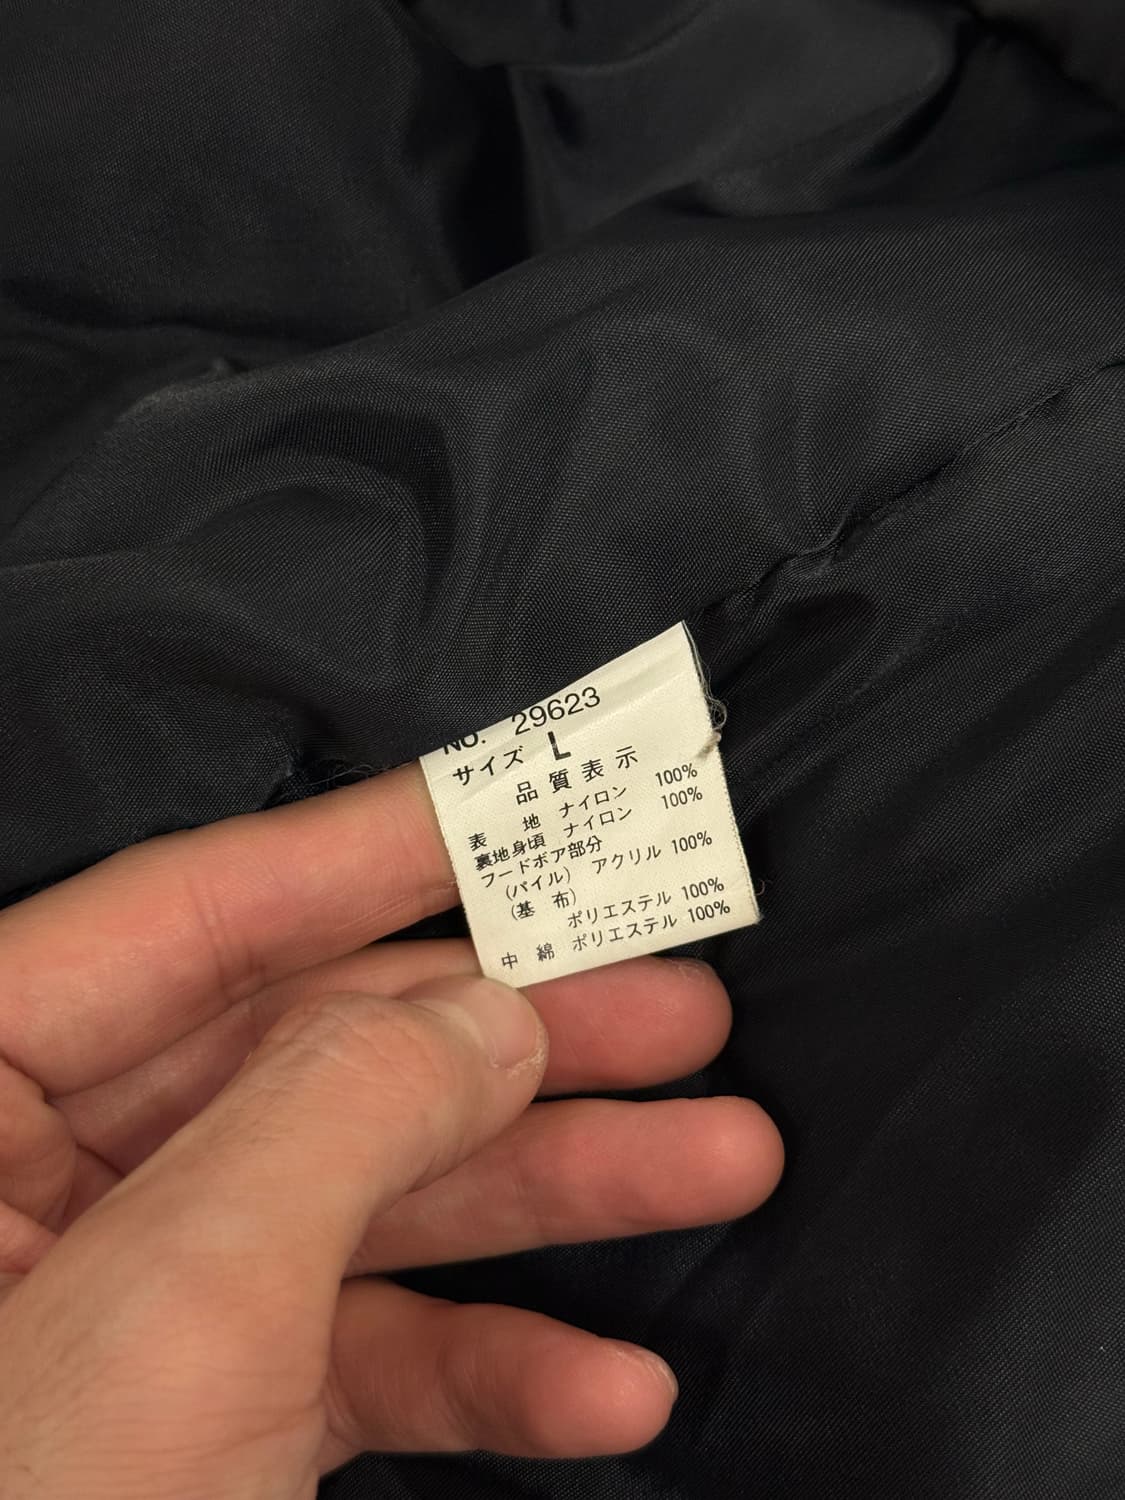 NO. 29623
サイズ L
品質表示
表 地 ナイロン 100%
裏地身頃 ナイロン 100%
フードボア部分
(パイル) アクリル 100%
(基 布)
ポリエステル 100%
中 綿 ポリエステル 100%